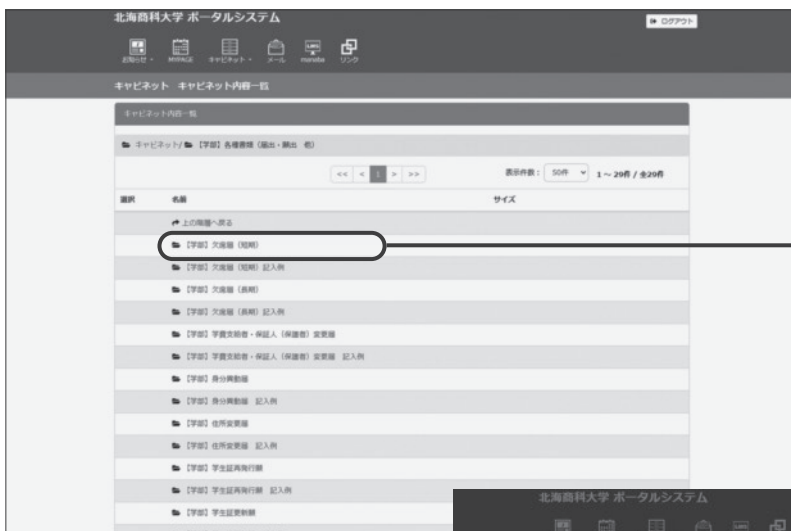 北海商科大学 ポータルシステム
ログアウト
お知らせ
MYPAGE
キャビネット
メール
manaba
リンク
キャビネット キャビネット内容一覧
キャビネット内容一覧
キャビネット/ 【学部】各種書類（届出・願出 他）
<< < 1 > >>
表示件数： 50件 1～29件 / 全29件
選択 名前 サイズ
上の階層へ戻る
【学部】欠席届（短期）
【学部】欠席届（短期）記入例
【学部】欠席届（長期）
【学部】欠席届（長期）記入例
【学部】学費支給者・保証人（保護者）変更届
【学部】学費支給者・保証人（保護者）変更届 記入例
【学部】身分異動届
【学部】身分異動届 記入例
【学部】住所変更届
【学部】住所変更届 記入例
【学部】学生証再発行願
【学部】学生証再発行願 記入例
【学部】学生証更新願
北海商科大学 ポータルシステム